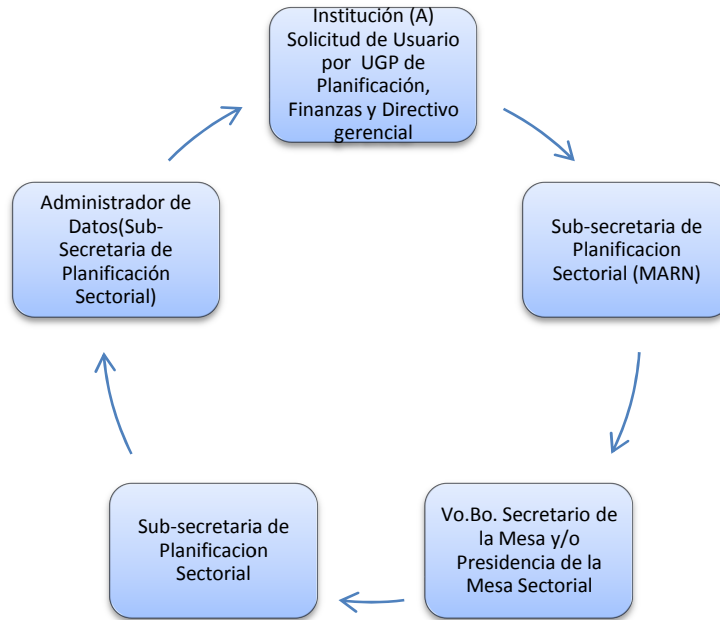 Institución (A)
Solicitud de Usuario
por UGP de
Planificación,
Finanzas y Directivo
gerencial
Sub-secretaria de
Planificacion
Sectorial (MARN)
Vo.Bo. Secretario de
la Mesa y/o
Presidencia de la
Mesa Sectorial
Sub-secretaria de
Planificacion
Sectorial
Administrador de
Datos(Sub-
Secretaria de
Planificación
Sectorial)